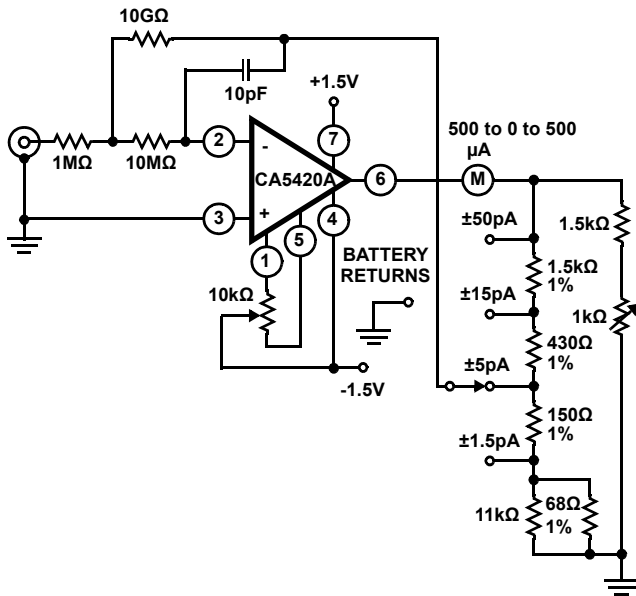 10GΩ
10pF
+1.5V
1MΩ
10MΩ
2
-
7
500 to 0 to 500
µA
CA5420A
6
M
3
+
4
5
1
±50pA
1.5kΩ
BATTERY
RETURNS
1.5kΩ
1%
10kΩ
±15pA
1kΩ
430Ω
1%
±5pA
-1.5V
150Ω
1%
±1.5pA
11kΩ
68Ω
1%